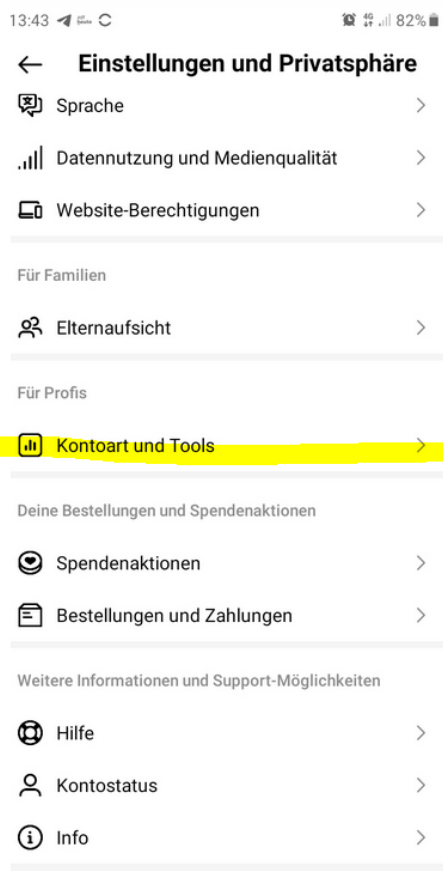 13:43 4G 82%
Einstellungen und Privatsphäre
Sprache
Datennutzung und Medienqualität
Website-Berechtigungen
Für Familien
Elternaufsicht
Für Profis
Kontoart und Tools
Deine Bestellungen und Spendenaktionen
Spendenaktionen
Bestellungen und Zahlungen
Weitere Informationen und Support-Möglichkeiten
Hilfe
Kontostatus
Info